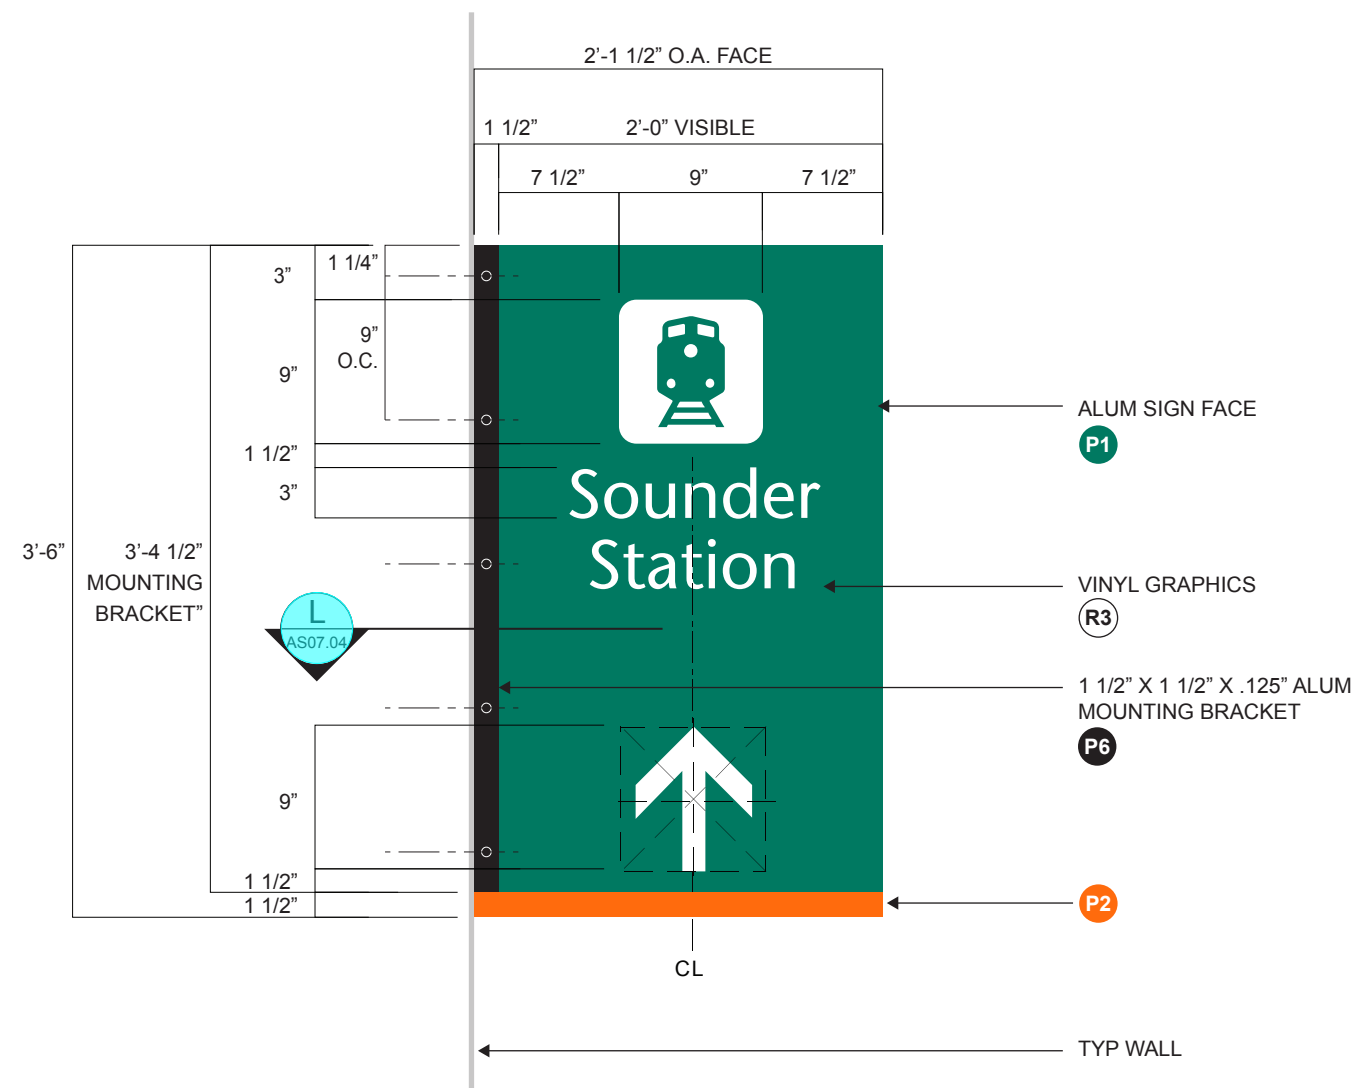 2’-1 1/2” O.A. FACE
1 1/2”
2’-0” VISIBLE
7 1/2”
9”
7 1/2”
3”
1 1/4”
9”
O.C.
9”
1 1/2”
3”
3’-6”
3’-4 1/2”
MOUNTING
BRACKET”
L
AS07.04
9”
1 1/2”
1 1/2”
Sounder
Station
CL
ALUM SIGN FACE
P1
VINYL GRAPHICS
R3
1 1/2” X 1 1/2” X .125” ALUM
MOUNTING BRACKET
P6
P2
TYP WALL